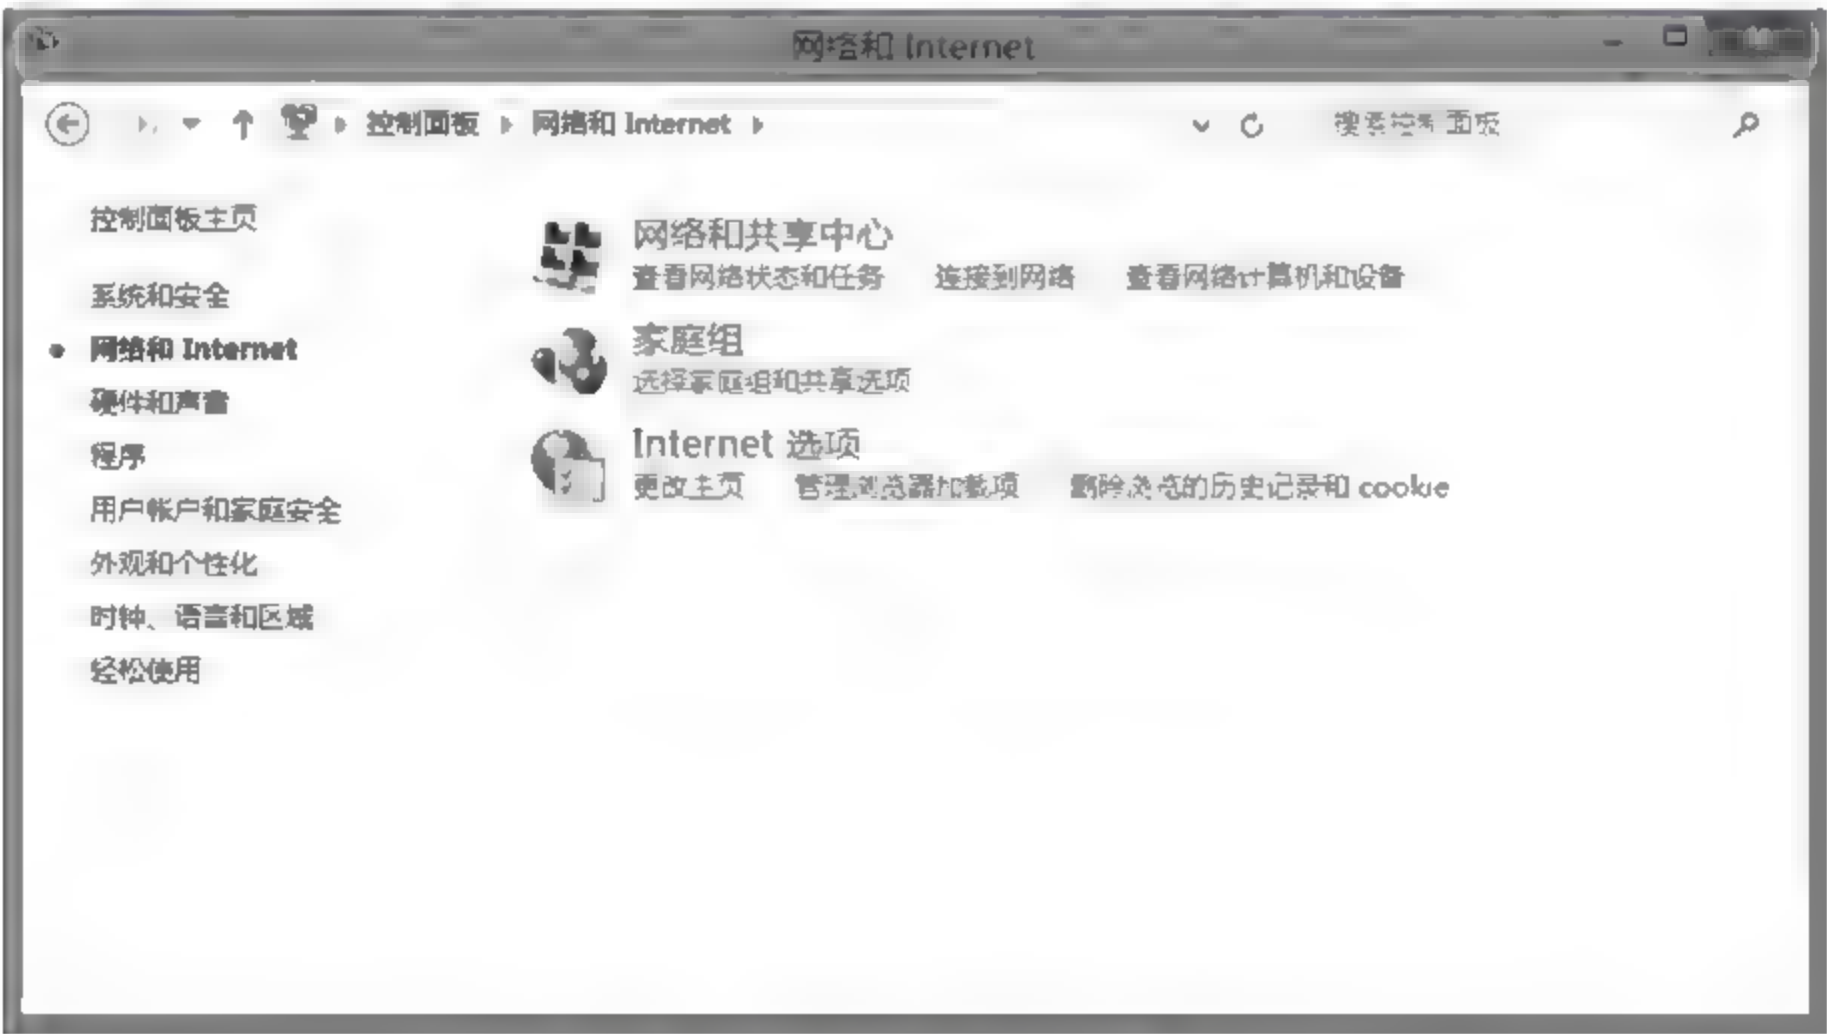 网络和 Internet
控制面板 网络和 Internet 搜索控制面板
控制面板主页
系统和安全
网络和 Internet
硬件和声音
程序
用户帐户和家庭安全
外观和个性化
时钟、语言和区域
轻松使用
网络和共享中心
查看网络状态和任务 连接到网络 查看网络计算机和设备
家庭组
选择家庭组和共享选项
Internet 选项
更改主页 管理浏览器加载项 删除浏览的历史记录和 cookie